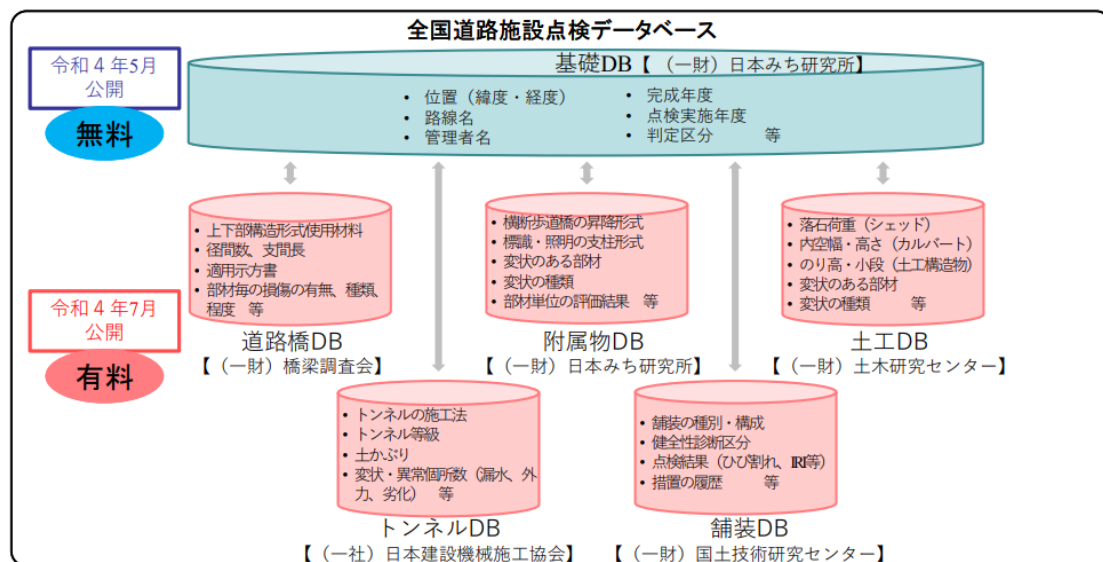 全国道路施設点検データベース
令和４年5月
公開
無料
基礎DB【 （一財）日本みち研究所】
• 位置（緯度・経度）
• 路線名
• 管理者名
• 完成年度
• 点検実施年度
• 判定区分　　等
令和４年7月
公開
有料
• 上下部構造形式使用材料
• 径間数、支間長
• 適用示方書
• 部材毎の損傷の有無、種類、
程度　等
道路橋DB
【（一財）橋梁調査会】
• 横断歩道橋の昇降形式
• 標識・照明の支柱形式
• 変状のある部材
• 変状の種類
• 部材単位の評価結果　等
附属物DB
【（一財）日本みち研究所】
• 落石荷重（シェッド）
• 内空幅・高さ（カルバート）
• のり高・小段（土工構造物）
• 変状のある部材
• 変状の種類　　等
土工DB
【（一財）土木研究センター】
• トンネルの施工法
• トンネル等級
• 土かぶり
• 変状・異常個所数（漏水、外
力、劣化）　等
トンネルDB
【（一社）日本建設機械施工協会】
• 舗装の種別・構成
• 健全性診断区分
• 点検結果（ひび割れ、IRI等）
• 措置の履歴　　等
舗装DB
【（一財）国土技術研究センター】